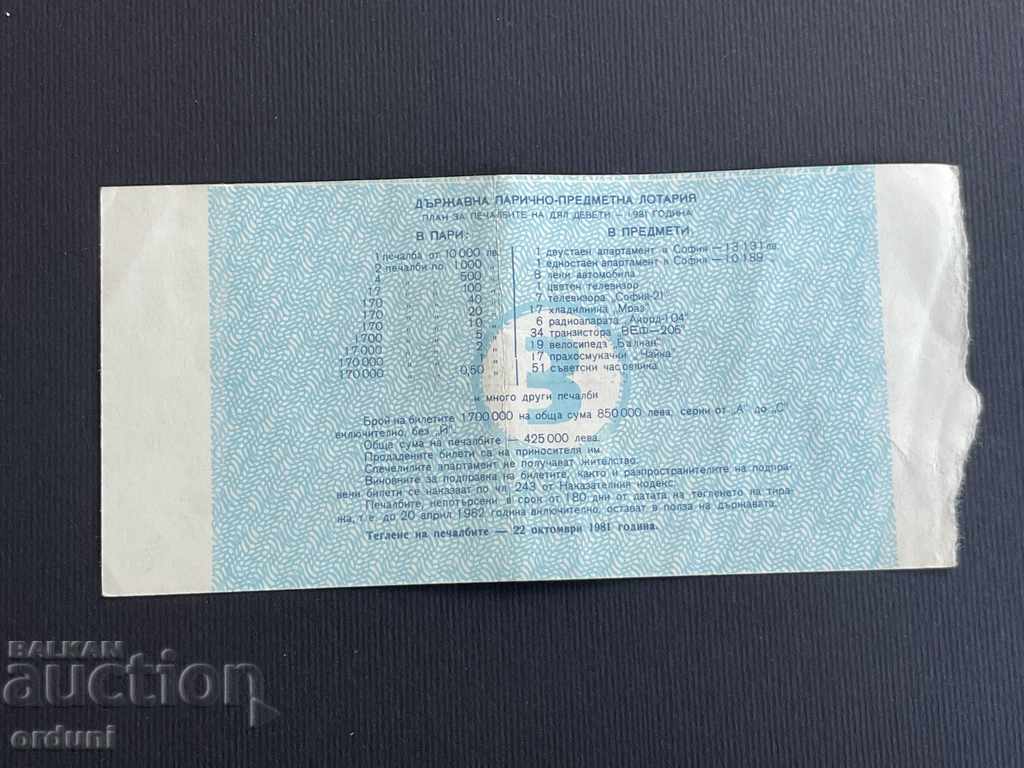 ДЪРЖАВНА ПАРИЧНО-ПРЕДМЕТНА ЛОТАРИЯ
ПЛАН ЗА ПЕЧАЛБИТЕ НА ДЯЛ ДЕВЕТИ — 1981 ГОДИНА
В ПАРИ:
1 печалба от 10 000 лв.
2 печалби по 1 000 „
4 „ „ 500 „
17 „ „ 100 „
170 „ „ 40 „
170 „ „ 20 „
170 „ „ 10 „
1700 „ „ 5 „
17 000 „ „ 2 „
170 000 „ „
170 000 „ „ 0,50 „
В ПРЕДМЕТИ:
1 двустаен апартамент в София — 13 131 лв.
1 едностаен апартамент в София — 10 189 „
8 леки автомобила
1 цветен телевизор
7 телевизора „София-21
17 хладилника „Мраз
6 радиоапарата „Акорд-104“
34 транзистора „ВЕФ—206“
19 велосипеда „Балкан“
17 прахосмукачки „Чайка“
51 съветски часовника
и много други печалби
3
Брой на билетите 1 700 000 на обща сума 850 000 лева, серии от „А“ до „С“
включително, без „Й“.
Обща сума на печалбите — 425 000 лева.
Продадените билети са на приносителя им.
Спечелилите апартамент не получават жителство.
Виновните за подправка на билетите, както и разпространителите на подпра-
вени билети се наказват по чл. 243 от Наказателния кодекс.
Печалбите, непотърсени в срок от 180 дни от датата на тегленето на тира-
жа, т. е. до 20 април 1982 година включително, остават в полза на държавата.
Теглене на печалбите — 22 октомври 1981 година.
BALKAN
auction
orduni